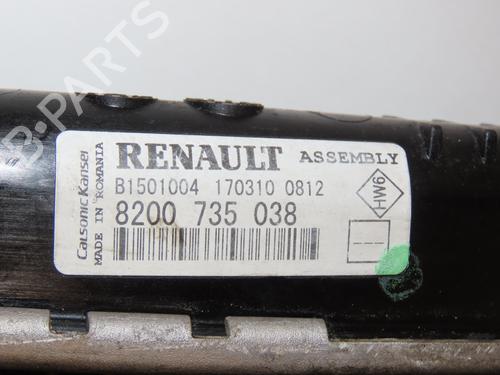 B-PARTS
Calsonic Kansei
MADE IN ROMANIA
RENAULT ASSEMBLY
B1501004 170310 0812
8200 735 038
HW6